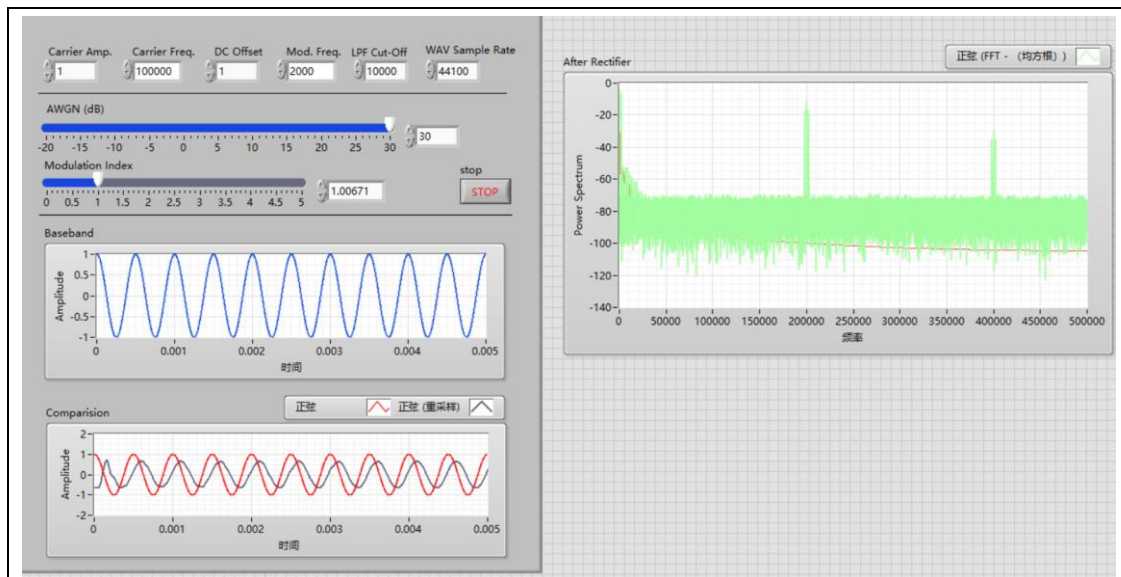 Carrier Amp. Carrier Freq. DC Offset Mod. Freq. LPF Cut-Off WAV Sample Rate
1 100000 1 2000 10000 44100
AWGN (dB)
30
-20 -15 -10 -5 0 5 10 15 20 25 30
Modulation Index
stop
1.00671
STOP
0 0.5 1 1.5 2 2.5 3 3.5 4 4.5 5
Baseband
Amplitude
1
0.5
0
-0.5
-1
0 0.001 0.002 0.003 0.004 0.005
时间
Comparision
正弦 正弦 (重采样)
Amplitude
2
1
0
-1
-2
0 0.001 0.002 0.003 0.004 0.005
时间
After Rectifier
正弦 (FFT - （均方根）)
Power Spectrum
0
-20
-40
-60
-80
-100
-120
-140
0 50000 100000 150000 200000 250000 300000 350000 400000 450000 500000
频率